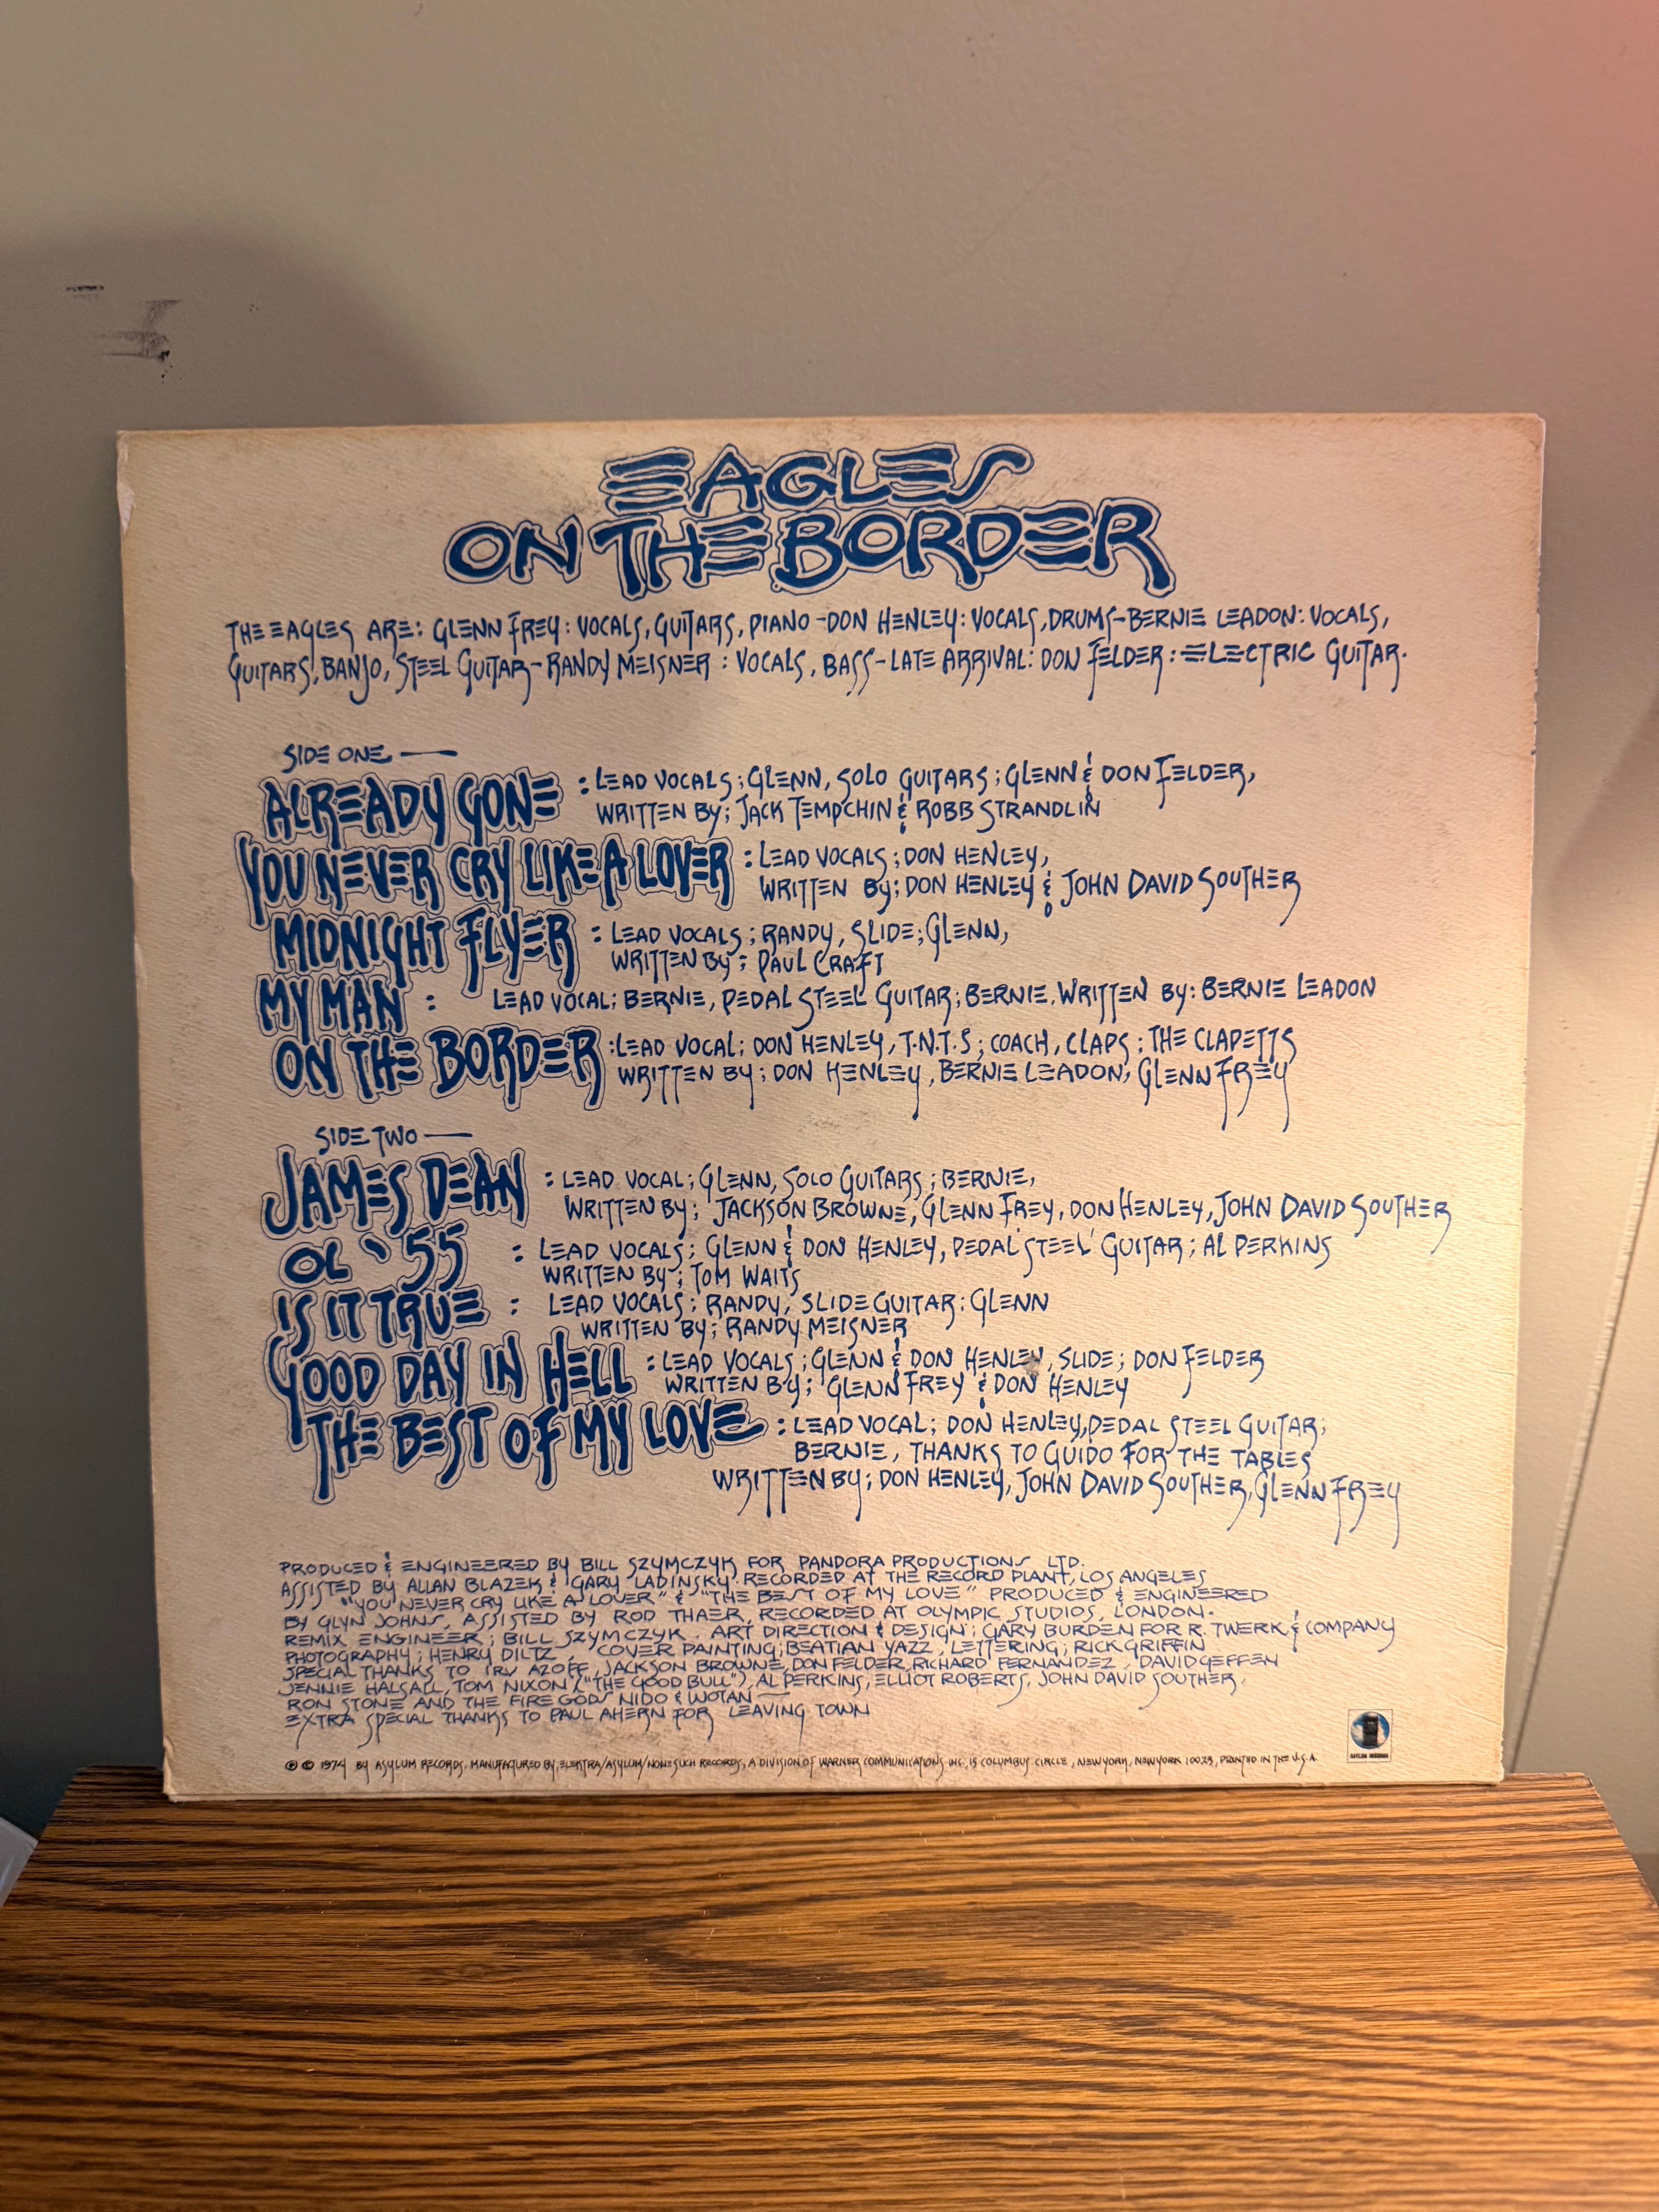 EAGLES
ON THE BORDER
THE EAGLES ARE: GLENN FREY: VOCALS, GUITARS, PIANO-DON HENLEY: VOCALS, DRUMS-BERNIE LEADON: VOCALS,
GUITARS, BANJO, STEEL GUITAR-RANDY MEISNER: VOCALS, BASS-LATE ARRIVAL: DON FELDER: ELECTRIC GUITAR.
SIDE ONE —
ALREADY GONE : LEAD VOCALS; GLENN, SOLO GUITARS; GLENN & DON FELDER,
WRITTEN BY; JACK TEMPCHIN & ROBB STRANDLIN
YOU NEVER CRY LIKE A LOVER : LEAD VOCALS; DON HENLEY,
WRITTEN BY; DON HENLEY & JOHN DAVID SOUTHER
MIDNIGHT FLYER : LEAD VOCALS; RANDY, SLIDE; GLENN,
WRITTEN BY; PAUL CRAFT
MY MAN : LEAD VOCAL; BERNIE, PEDAL STEEL GUITAR; BERNIE, WRITTEN BY: BERNIE LEADON
ON THE BORDER : LEAD VOCAL; DON HENLEY, T.N.T.S; COACH, CLAPS; THE CLAPETTS
WRITTEN BY; DON HENLEY, BERNIE LEADON, GLENN FREY
SIDE TWO —
JAMES DEAN : LEAD VOCAL; GLENN, SOLO GUITARS; BERNIE,
WRITTEN BY; JACKSON BROWNE, GLENN FREY, DON HENLEY, JOHN DAVID SOUTHER
OL '55 : LEAD VOCALS; GLENN & DON HENLEY, PEDAL STEEL GUITAR; AL PERKINS
WRITTEN BY; TOM WAITS
IS IT TRUE : LEAD VOCALS; RANDY, SLIDE GUITAR: GLENN
WRITTEN BY; RANDY MEISNER
GOOD DAY IN HELL : LEAD VOCALS; GLENN & DON HENLEY, SLIDE; DON FELDER
WRITTEN BY; GLENN FREY & DON HENLEY
THE BEST OF MY LOVE : LEAD VOCAL; DON HENLEY, PEDAL STEEL GUITAR;
BERNIE, THANKS TO GUIDO FOR THE TABLES
WRITTEN BY; DON HENLEY, JOHN DAVID SOUTHER, GLENN FREY
PRODUCED & ENGINEERED BY BILL SZYMCZYK FOR PANDORA PRODUCTIONS LTD.
ASSISTED BY ALLAN BLAZEK & GARY LADINSKY. RECORDED AT THE RECORD PLANT, LOS ANGELES
"YOU NEVER CRY LIKE A LOVER" & "THE BEST OF MY LOVE" PRODUCED & ENGINEERED
BY GLYN JOHNS, ASSISTED BY ROD THAER, RECORDED AT OLYMPIC STUDIOS, LONDON.
REMIX ENGINEER; BILL SZYMCZYK. ART DIRECTION & DESIGN; GARY BURDEN FOR R. TWERK & COMPANY
PHOTOGRAPHY; HENRY DILTZ, COVER PAINTING; BEATIAN YAZZ, LETTERING; RICK GRIFFIN
SPECIAL THANKS TO IRV AZOFF, JACKSON BROWNE, DON FELDER, RICHARD FERNANDEZ, DAVID GEFFEN
JENNIE HALSALL, TOM NIXON ("THE GOOD BULL"), AL PERKINS, ELLIOT ROBERTS, JOHN DAVID SOUTHER,
RON STONE AND THE FIRE GODS NIDO & WOTAN —
EXTRA SPECIAL THANKS TO PAUL AHERN FOR LEAVING TOWN
℗ © 1974 BY ASYLUM RECORDS. MANUFACTURED BY; ELEKTRA/ASYLUM/NONESUCH RECORDS, A DIVISION OF WARNER COMMUNICATIONS INC. 15 COLUMBUS CIRCLE, NEW YORK, NEW YORK 10023, PRINTED IN THE U.S.A.
ASYLUM RECORDS